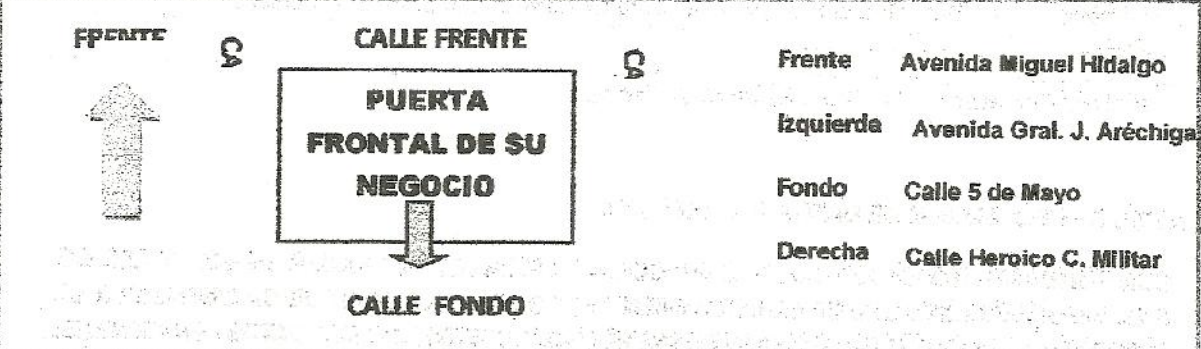 FRENTE
CALLE FRENTE
PUERTA
FRONTAL DE SU
NEGOCIO
CALLE FONDO
Frente Avenida Miguel Hidalgo
Izquierda Avenida Gral. J. Aréchiga
Fondo Calle 5 de Mayo
Derecha Calle Heroico C. Militar